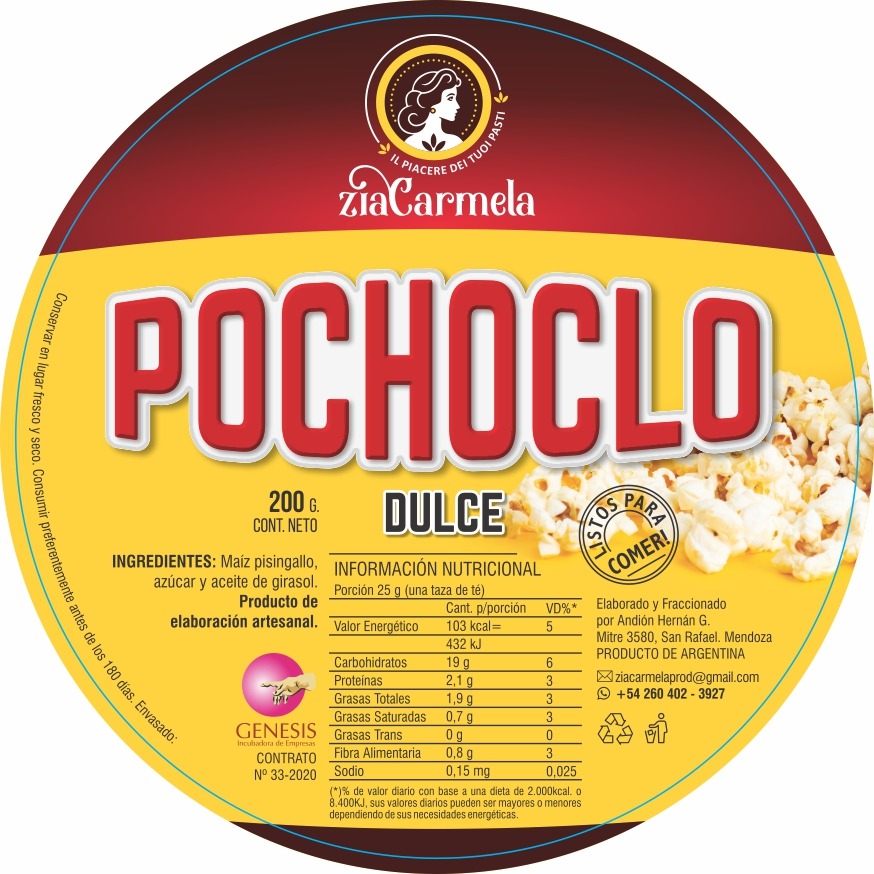 IL PIACERE DEI TUOI PASTI
ziaCarmela
POCHOCLO
DULCE
200 G.
CONT. NETO
LISTOS PARA
COMER!
Conservar en lugar fresco y seco. Consumir preferentemente antes de los 180 días. Envasado:
INGREDIENTES: Maíz pisingallo,
azúcar y aceite de girasol.
Producto de
elaboración artesanal.
GENESIS
Incubadora de Empresas
CONTRATO
Nº 33-2020
INFORMACIÓN NUTRICIONAL
Porción 25 g (una taza de té)
Cant. p/porción VD%*
Valor Energético 103 kcal= 5
432 kJ
Carbohidratos 19 g 6
Proteínas 2,1 g 3
Grasas Totales 1,9 g 3
Grasas Saturadas 0,7 g 3
Grasas Trans 0 g 0
Fibra Alimentaria 0,8 g 3
Sodio 0,15 mg 0,025
(*)% de valor diario con base a una dieta de 2.000kcal. o
8.400KJ, sus valores diarios pueden ser mayores o menores
dependiendo de sus necesidades energéticas.
Elaborado y Fraccionado
por Andión Hernán G.
Mitre 3580, San Rafael. Mendoza
PRODUCTO DE ARGENTINA
ziacarmelaprod@gmail.com
+54 260 402 - 3927